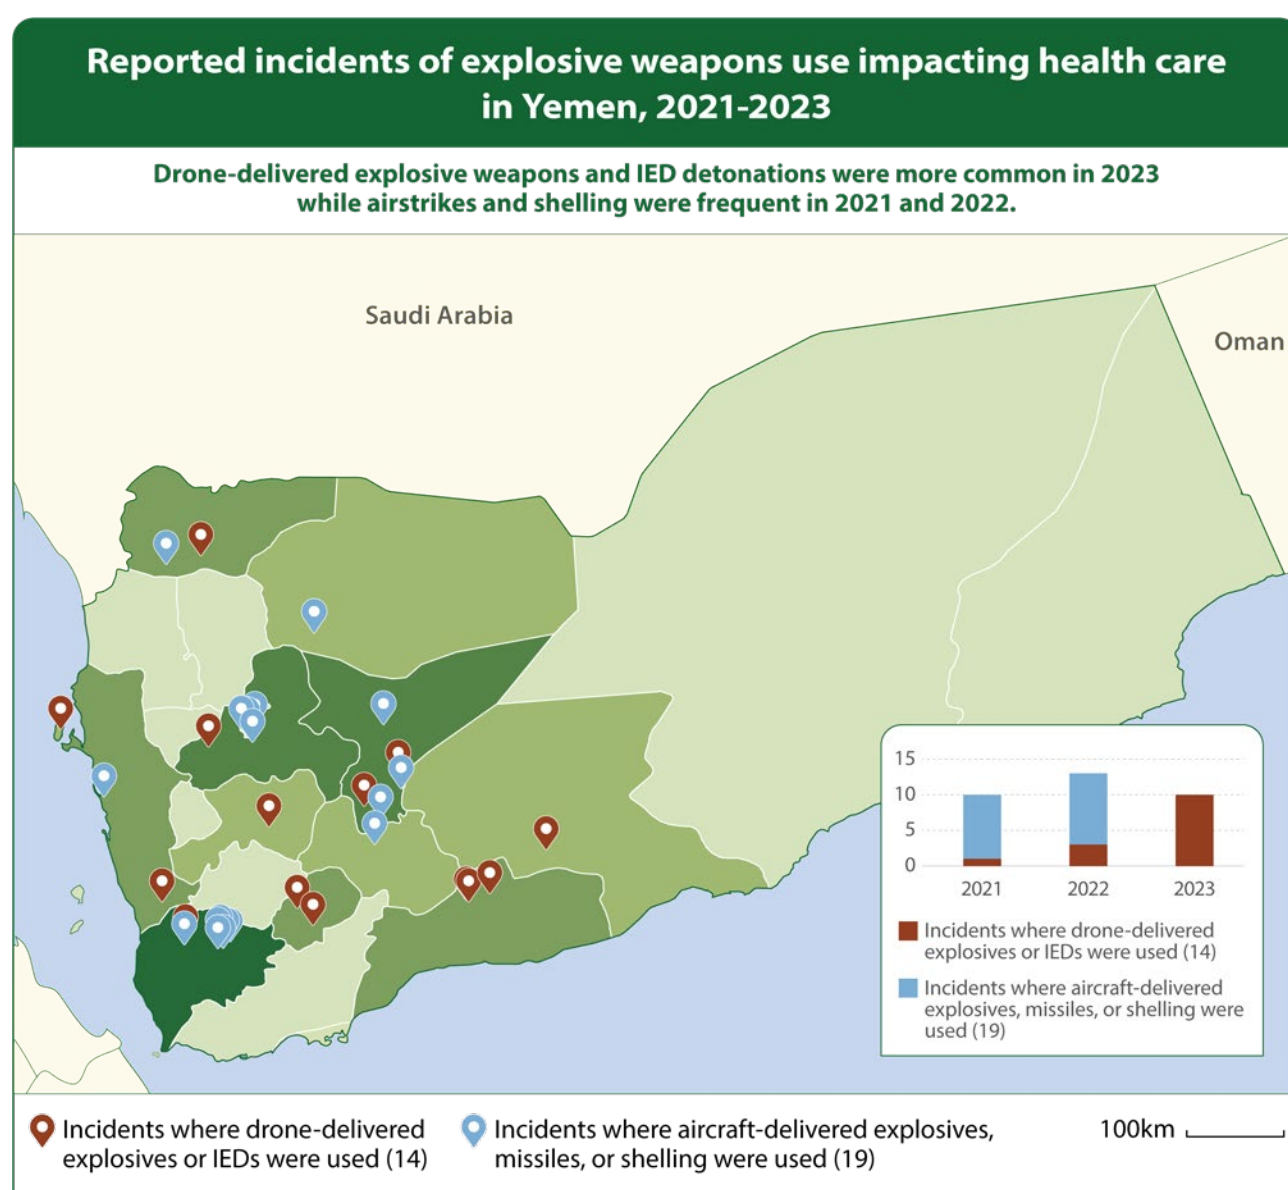 Reported incidents of explosive weapons use impacting health care
in Yemen, 2021-2023
Drone-delivered explosive weapons and IED detonations were more common in 2023
while airstrikes and shelling were frequent in 2021 and 2022.
Saudi Arabia
Oman
15
10
5
0
2021
2022
2023
Incidents where drone-delivered
explosives or IEDs were used (14)
Incidents where aircraft-delivered
explosives, missiles, or shelling were
used (19)
Incidents where drone-delivered
explosives or IEDs were used (14)
Incidents where aircraft-delivered explosives,
missiles, or shelling were used (19)
100km